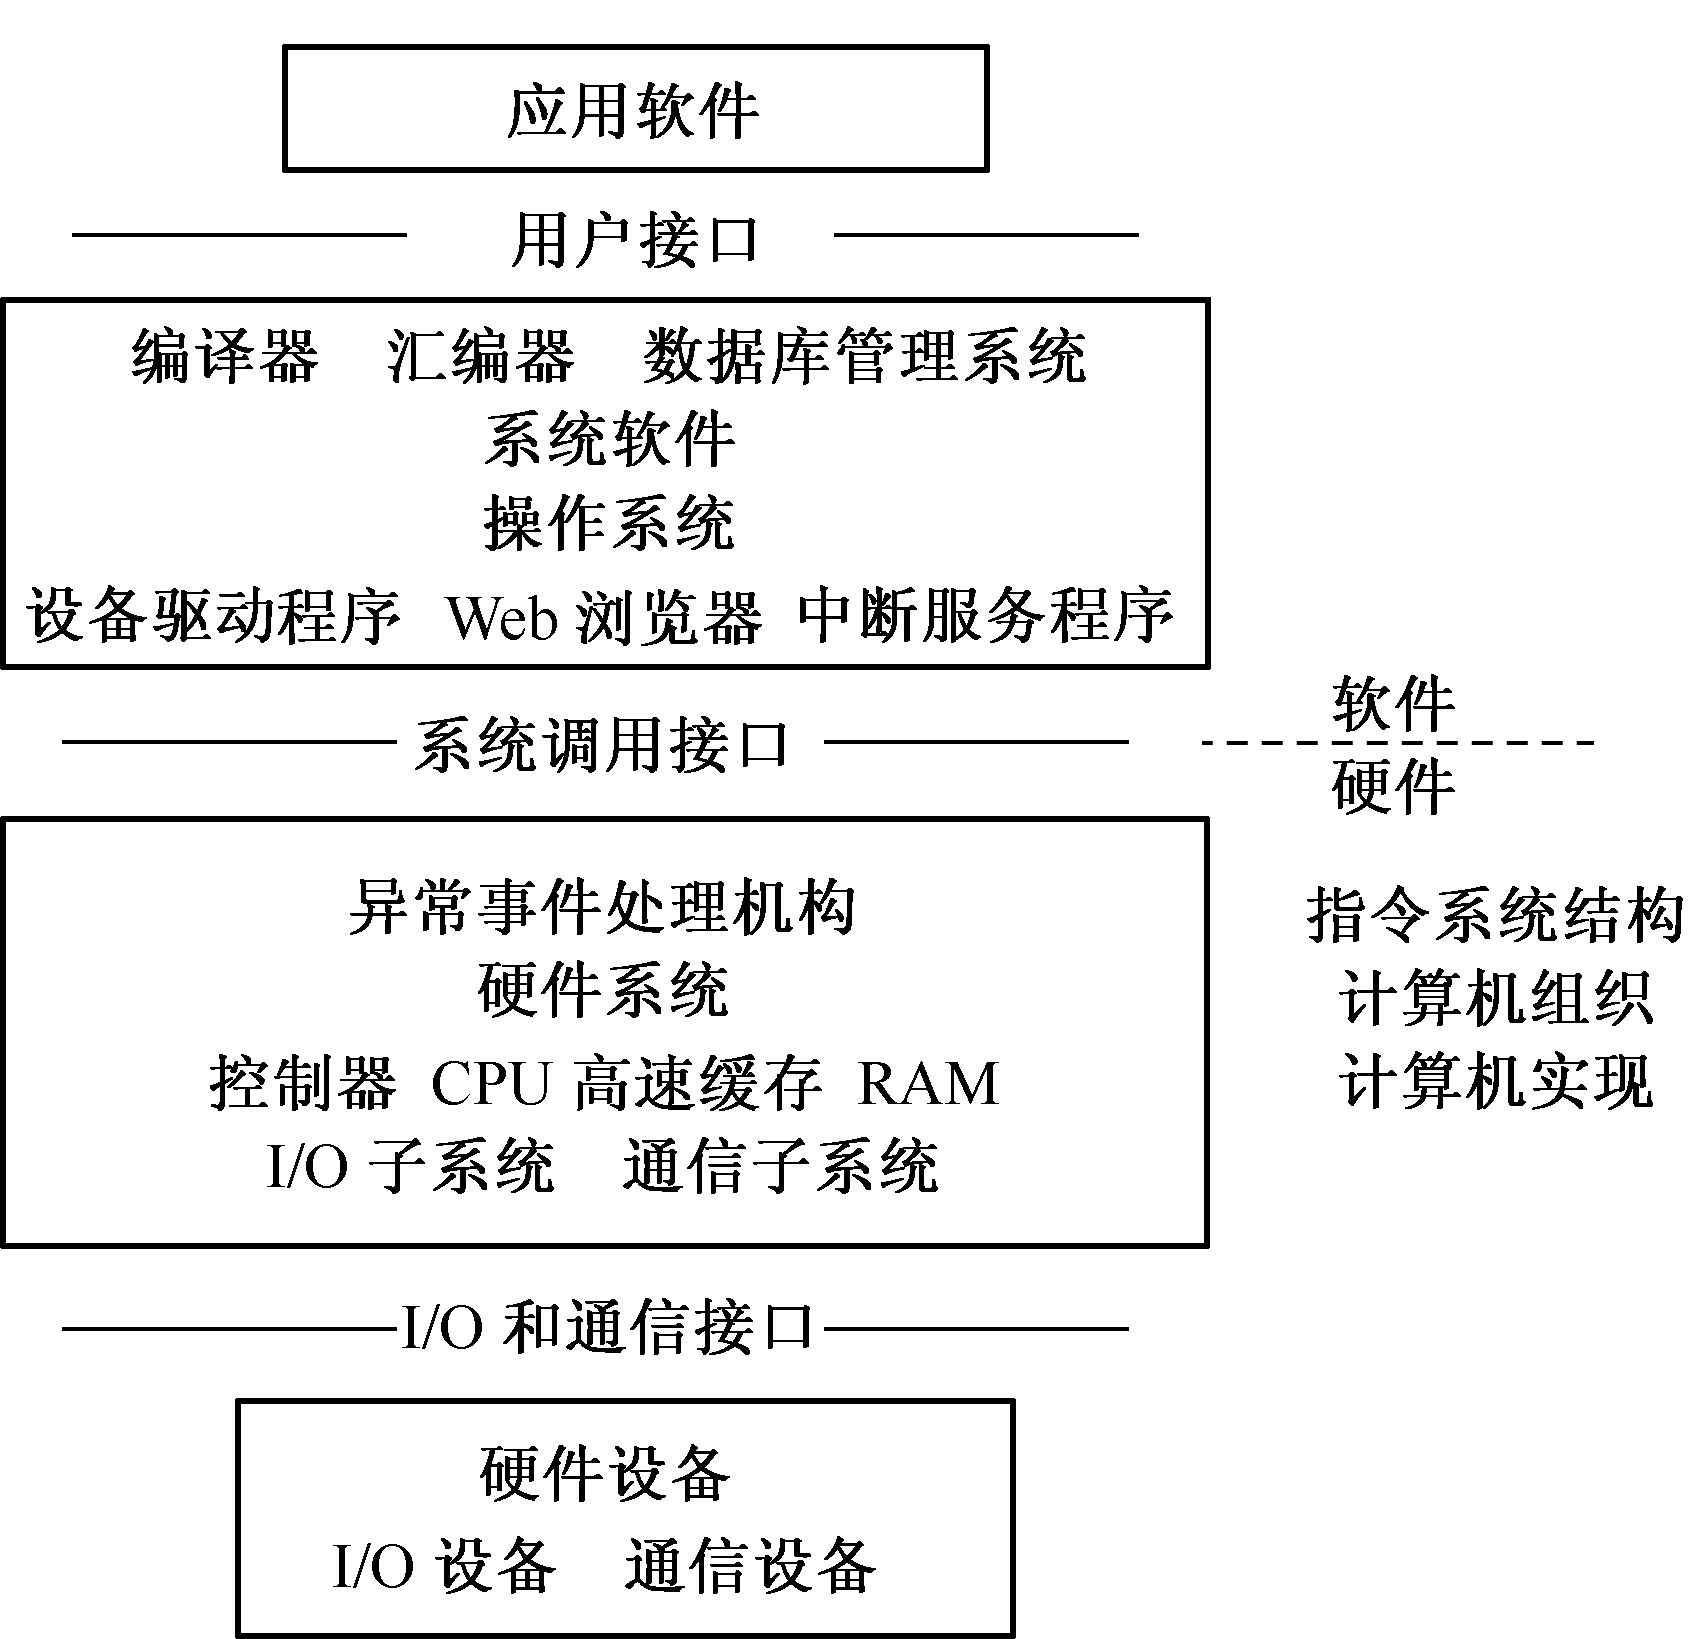 应用软件
用户接口
编译器 汇编器 数据库管理系统
系统软件
操作系统
设备驱动程序 Web 浏览器 中断服务程序
系统调用接口
软件
硬件
异常事件处理机构
硬件系统
控制器 CPU 高速缓存 RAM
I/O 子系统 通信子系统
指令系统结构
计算机组织
计算机实现
I/O 和通信接口
硬件设备
I/O 设备 通信设备